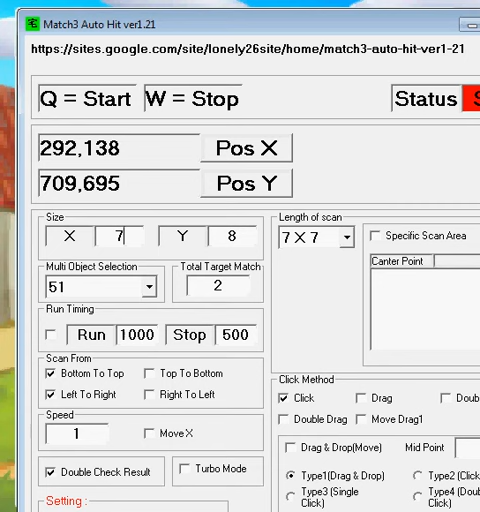 Match3 Auto Hit ver1.21
https://sites.google.com/site/lonely26site/home/match3-auto-hit-ver1-21
Q = Start W = Stop Status
292,138 Pos X
709,695 Pos Y
Size
X 7 Y 8
Length of scan
7 X 7
Specific Scan Area
Canter Point
Multi Object Selection
51
Total Target Match
2
Run Timing
Run 1000 Stop 500
Scan From
Bottom To Top Top To Bottom
Left To Right Right To Left
Speed
1 Move X
Double Check Result Turbo Mode
Setting :
Click Method
Click Drag
Double Drag Move Drag1
Drag & Drop(Move) Mid Point
Type1(Drag & Drop) Type2 (Click
Type3 (Single Click) Type4 (Doub
Click)